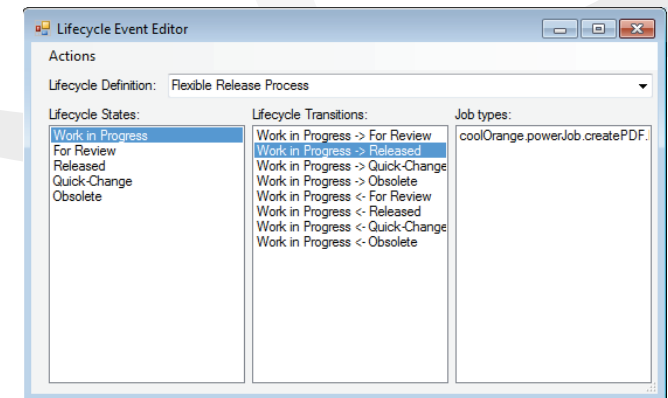 Lifecycle Event Editor
Actions
Lifecycle Definition: Flexible Release Process
Lifecycle States:
Work in Progress
For Review
Released
Quick-Change
Obsolete
Lifecycle Transitions:
Work in Progress -> For Review
Work in Progress -> Released
Work in Progress -> Quick-Change
Work in Progress -> Obsolete
Work in Progress <- For Review
Work in Progress <- Released
Work in Progress <- Quick-Change
Work in Progress <- Obsolete
Job types:
coolOrange.powerJob.createPDF.